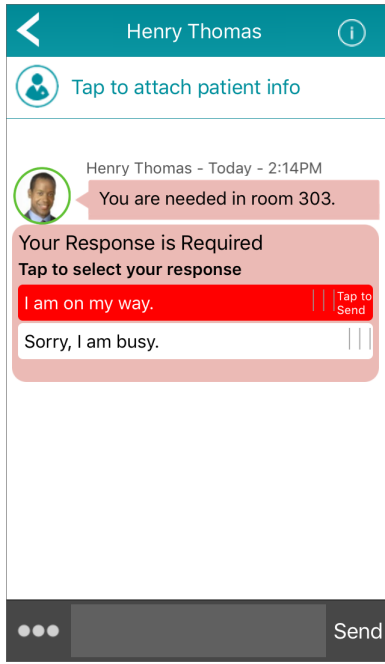 Henry Thomas
Tap to attach patient info
Henry Thomas - Today - 2:14PM
You are needed in room 303.
Your Response is Required
Tap to select your response
I am on my way.
Tap to
Send
Sorry, I am busy.
Send